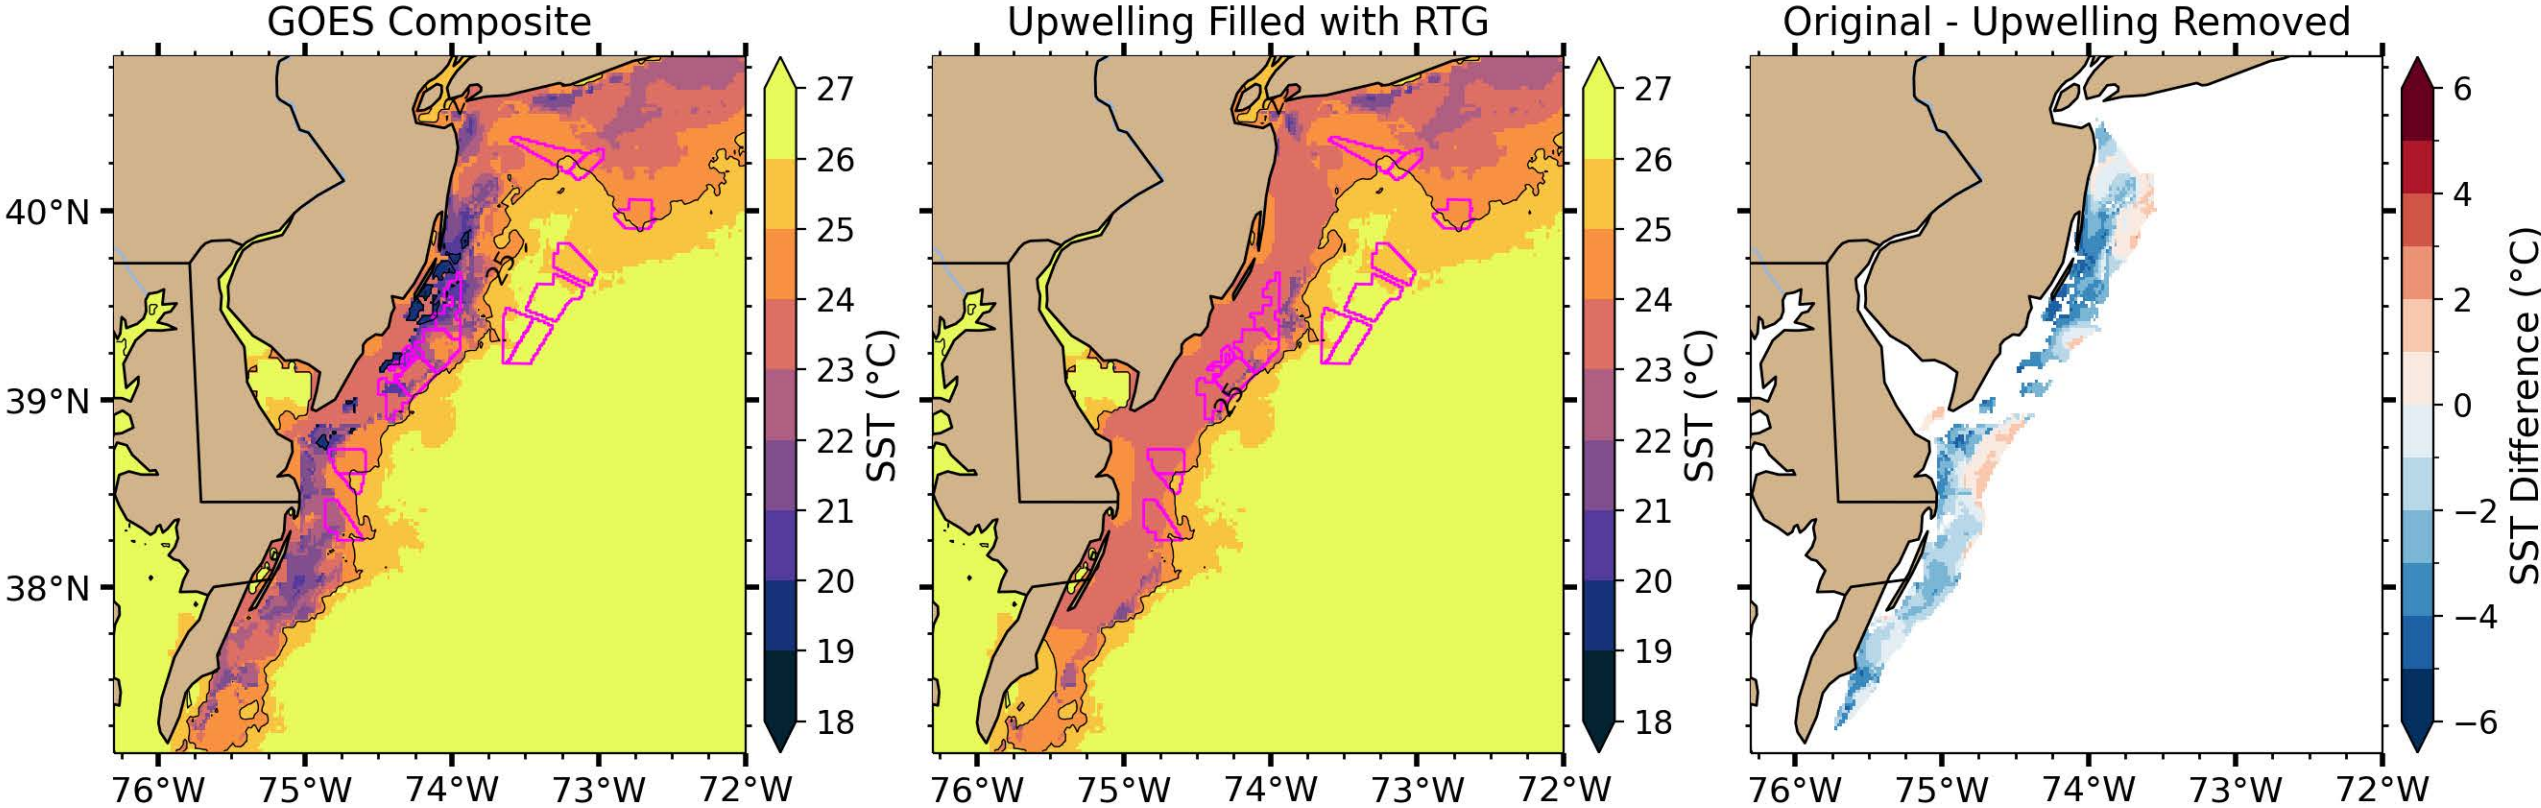 GOES Composite
Upwelling Filled with RTG
Original - Upwelling Removed
40°N
39°N
38°N
76°W 75°W 74°W 73°W 72°W
25
27
26
25
24
23
22
21
20
19
18
SST (°C)
76°W 75°W 74°W 73°W 72°W
25
27
26
25
24
23
22
21
20
19
18
SST (°C)
76°W 75°W 74°W 73°W 72°W
6
4
2
0
−2
−4
−6
SST Difference (°C)